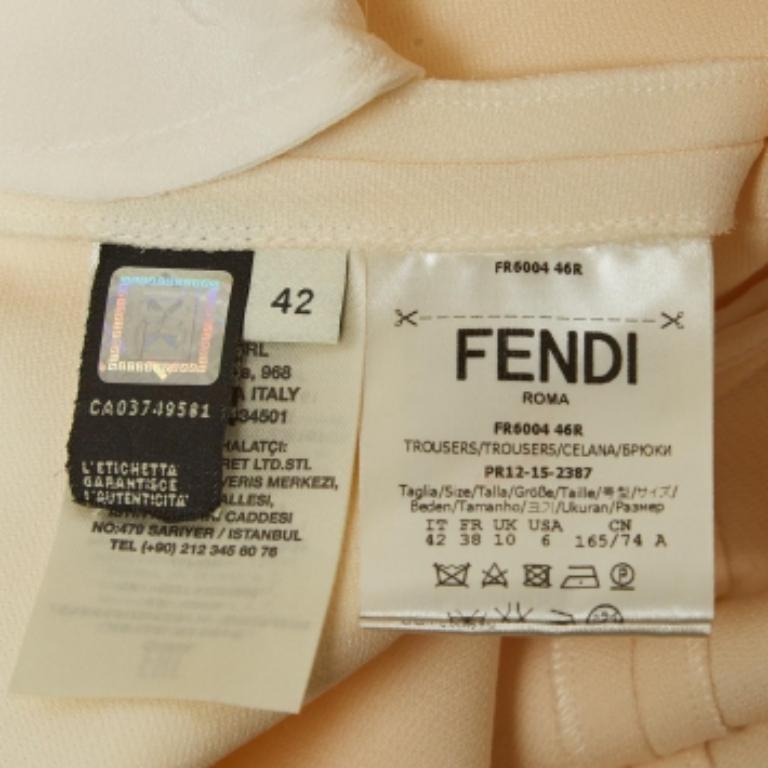 42
RL
a, 968
ITALY
34501
CA03749581
L'ETICHETTA
GARANTISCE
L'AUTENTICITA'
HALATÇI:
RET LTD.STI.
VERIS MERKEZI,
ALLESI,
CADDESI
NO:479 SARIYER / ISTANBUL
TEL (+90) 212 345 60 76
FR6004 46R
FENDI
ROMA
FR6004 46R
TROUSERS/TROUSERS/CELANA/БРЮКИ
PR12-15-2387
Taglia/Size/Talla/Größe/Taille/号型/サイズ/
Beden/Tamanho/크기/Ukuran/Размер
IT FR UK USA CN
42 38 10 6 165/74 A